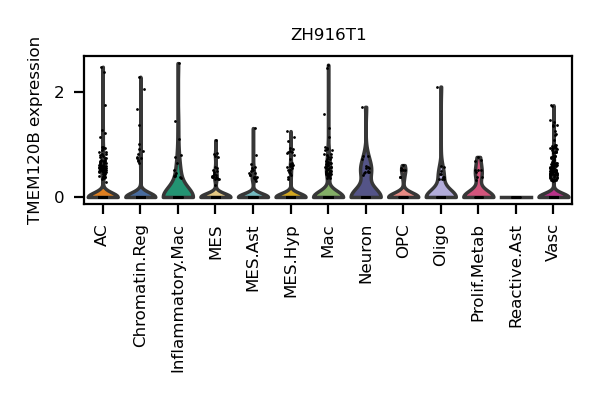 ZH916T1
TMEM120B expression
2
0
AC
Chromatin.Reg
Inflammatory.Mac
MES
MES.Ast
MES.Hyp
Mac
Neuron
OPC
Oligo
Prolif.Metab
Reactive.Ast
Vasc